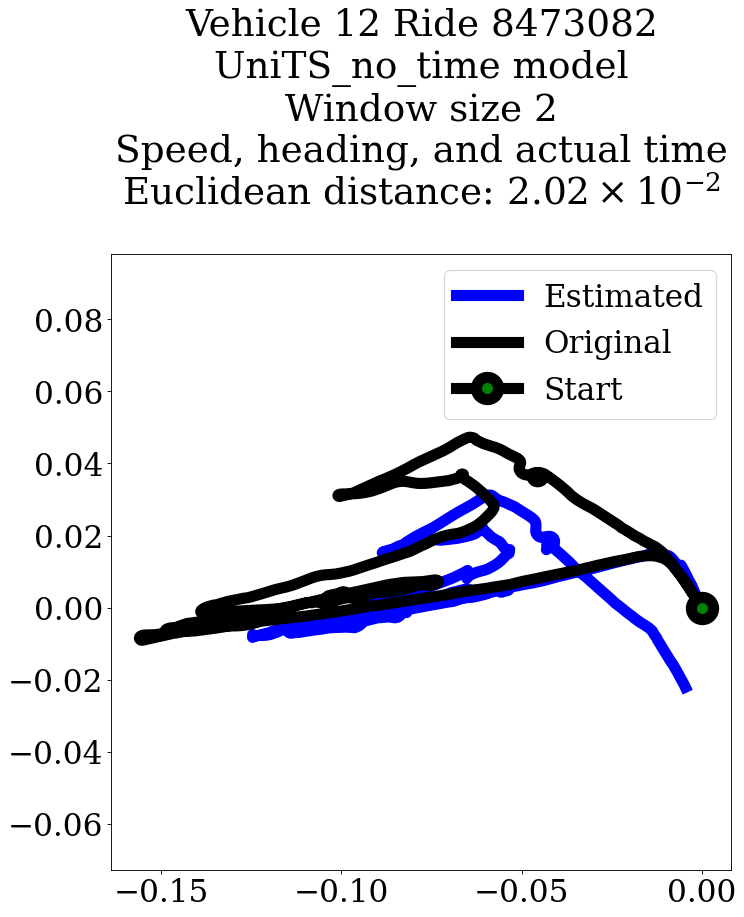 Vehicle 12 Ride 8473082
UniTS_no_time model
Window size 2
Speed, heading, and actual time
Euclidean distance: 2.02 × 10⁻²
Estimated
Original
Start
0.08
0.06
0.04
0.02
0.00
−0.02
−0.04
−0.06
−0.15
−0.10
−0.05
0.00